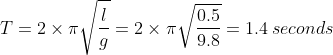 T = 2 × π√(l/g) = 2 × π√(0.5/9.8) = 1.4 seconds